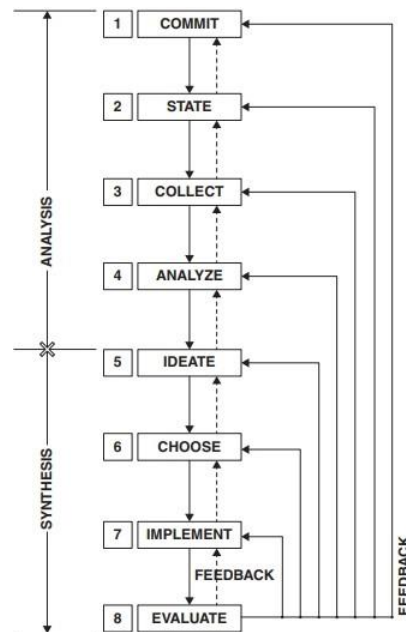 1 COMMIT
2 STATE
3 COLLECT
ANALYSIS
4 ANALYZE
5 IDEATE
6 CHOOSE
SYNTHESIS
7 IMPLEMENT
FEEDBACK
FEEDBACK
8 EVALUATE